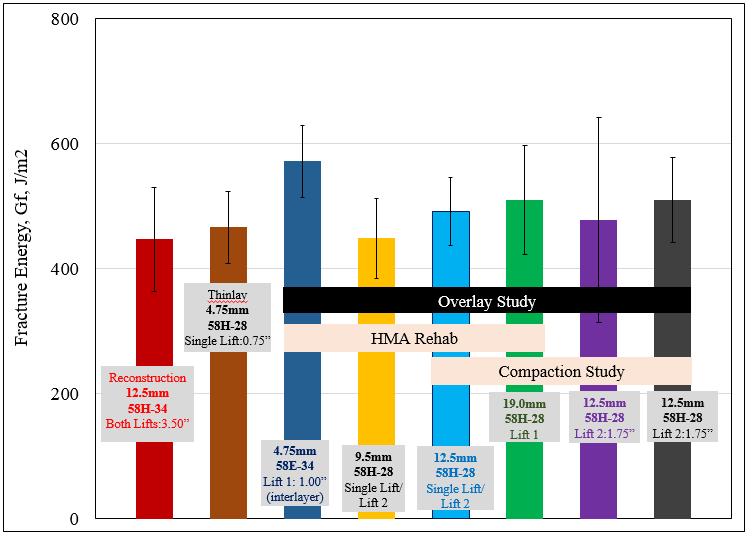 800
600
400
200
0
Fracture Energy, Gf, J/m2
Reconstruction
12.5mm
58H-34
Both Lifts:3.50”
Thinlay
4.75mm
58H-28
Single Lift:0.75”
Overlay Study
HMA Rehab
Compaction Study
4.75mm
58E-34
Lift 1: 1.00”
(interlayer)
9.5mm
58H-28
Single Lift/
Lift 2
12.5mm
58H-28
Single Lift/
Lift 2
19.0mm
58H-28
Lift 1
12.5mm
58H-28
Lift 2:1.75”
12.5mm
58H-28
Lift 2:1.75”